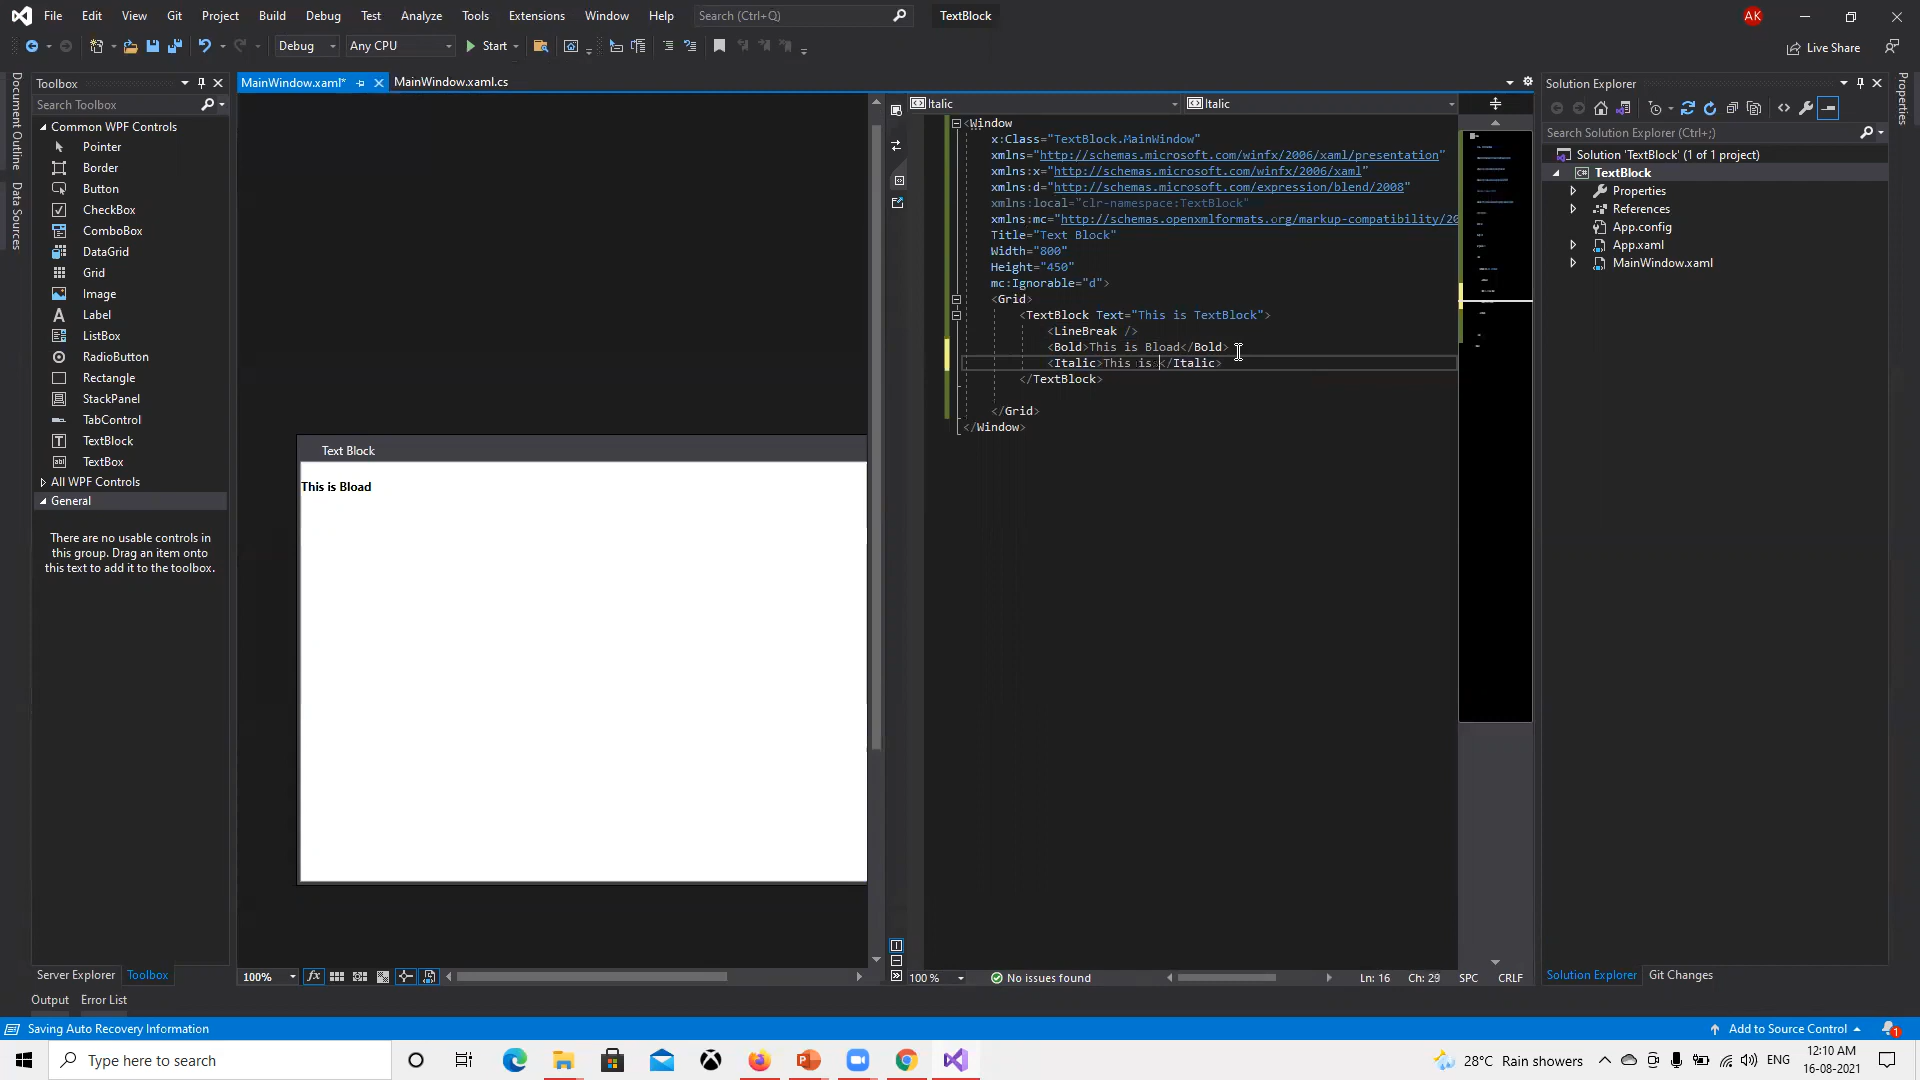 File Edit View Git Project Build Debug Test Analyze Tools Extensions Window Help Search (Ctrl+Q) TextBlock AK
Debug Any CPU Start Live Share
Document Outline
Data Sources
Toolbox
Search Toolbox
Common WPF Controls
Pointer
Border
Button
CheckBox
ComboBox
DataGrid
Grid
Image
Label
ListBox
RadioButton
Rectangle
StackPanel
TabControl
TextBlock
TextBox
All WPF Controls
General
There are no usable controls in
this group. Drag an item onto
this text to add it to the toolbox.
Server Explorer Toolbox
MainWindow.xaml* MainWindow.xaml.cs
Text Block
This is Bload
100%
Italic Italic
<Window
x:Class="TextBlock.MainWindow"
xmlns="http://schemas.microsoft.com/winfx/2006/xaml/presentation"
xmlns:x="http://schemas.microsoft.com/winfx/2006/xaml"
xmlns:d="http://schemas.microsoft.com/expression/blend/2008"
xmlns:local="clr-namespace:TextBlock"
xmlns:mc="http://schemas.openxmlformats.org/markup-compatibility/20
Title="Text Block"
Width="800"
Height="450"
mc:Ignorable="d">
<Grid>
<TextBlock Text="This is TextBlock">
<LineBreak />
<Bold>This is Bload</Bold>
<Italic>This is </Italic>
</TextBlock>
</Grid>
</Window>
100 % No issues found Ln: 16 Ch: 29 SPC CRLF
Solution Explorer
Search Solution Explorer (Ctrl+;)
Solution 'TextBlock' (1 of 1 project)
TextBlock
Properties
References
App.config
App.xaml
MainWindow.xaml
Solution Explorer Git Changes
Properties
Output Error List
Saving Auto Recovery Information Add to Source Control 1
Type here to search 28°C Rain showers ENG 12:10 AM
16-08-2021